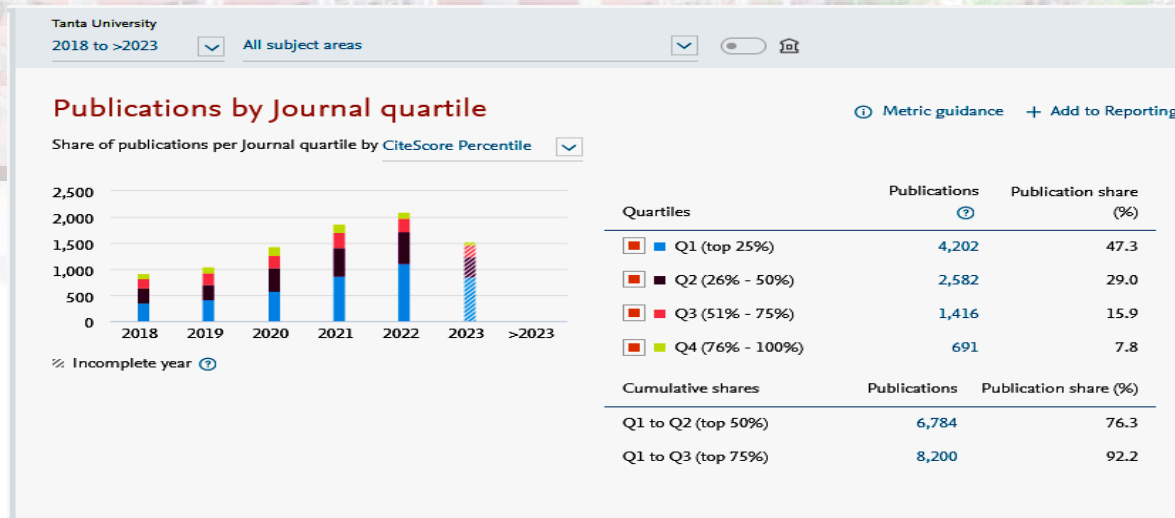 Tanta University
2018 to >2023 All subject areas
Publications by Journal quartile
Metric guidance + Add to Reporting
Share of publications per Journal quartile by CiteScore Percentile
2,500
2,000
1,500
1,000
500
0
2018 2019 2020 2021 2022 2023 >2023
Incomplete year ?
Quartiles Publications ? Publication share (%)
Q1 (top 25%) 4,202 47.3
Q2 (26% - 50%) 2,582 29.0
Q3 (51% - 75%) 1,416 15.9
Q4 (76% - 100%) 691 7.8
Cumulative shares Publications Publication share (%)
Q1 to Q2 (top 50%) 6,784 76.3
Q1 to Q3 (top 75%) 8,200 92.2